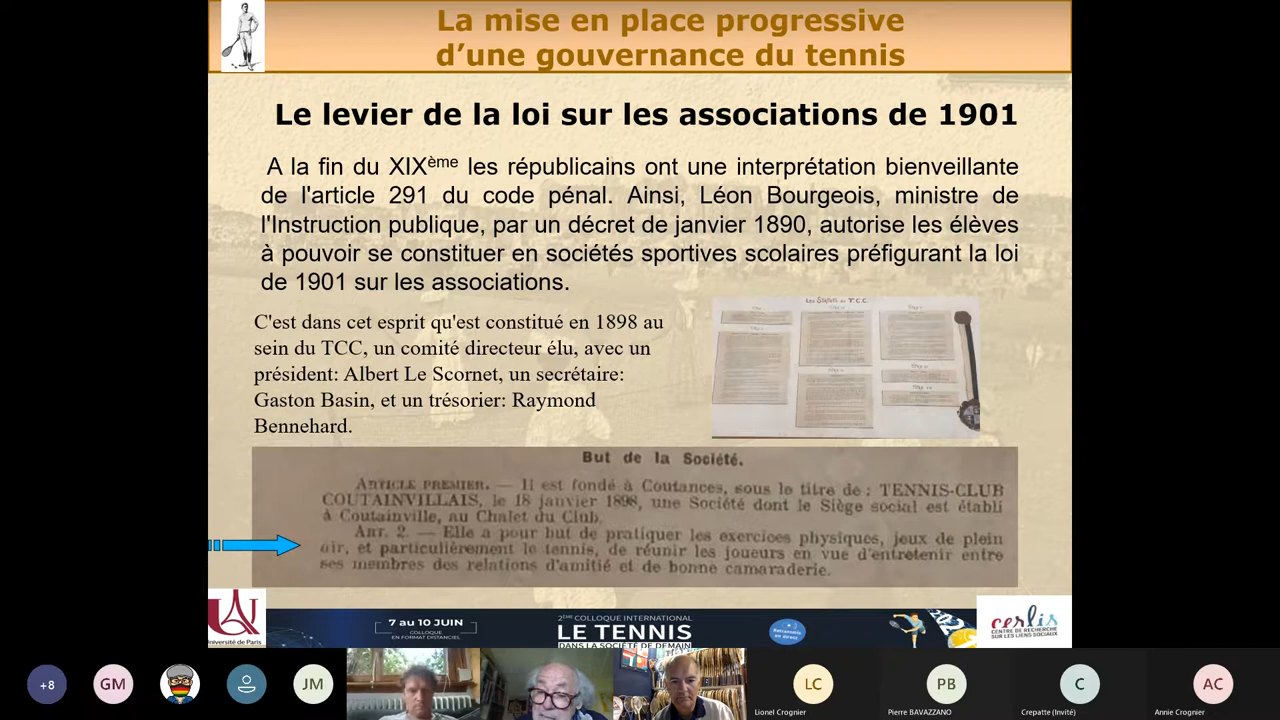 La mise en place progressive
d’une gouvernance du tennis
Le levier de la loi sur les associations de 1901
A la fin du XIXème les républicains ont une interprétation bienveillante
de l'article 291 du code pénal. Ainsi, Léon Bourgeois, ministre de
l'Instruction publique, par un décret de janvier 1890, autorise les élèves
à pouvoir se constituer en sociétés sportives scolaires préfigurant la loi
de 1901 sur les associations.
C'est dans cet esprit qu'est constitué en 1898 au
sein du TCC, un comité directeur élu, avec un
président: Albert Le Scornet, un secrétaire:
Gaston Basin, et un trésorier: Raymond
Bennehard.
Les Statuts du T.C.C
But de la Société.
ARTICLE PREMIER. — Il est fondé à Coutances, sous le titre de : TENNIS-CLUB
COUTAINVILLAIS, le 18 janvier 1898, une Société dont le Siège social est établi
à Coutainville, au Chalet du Club.
ART. 2. — Elle a pour but de pratiquer les exercices physiques, jeux de plein
air, et particulièrement le tennis, de réunir les joueurs en vue d'entretenir entre
ses membres des relations d'amitié et de bonne camaraderie.
Université de Paris
7 au 10 JUIN
COLLOQUE
EN FORMAT DISTANCIEL
2ÈME COLLOQUE INTERNATIONAL
LE TENNIS
DANS LA SOCIÉTÉ DE DEMAIN
Retransmis
en direct
cerlis
CENTRE DE RECHERCHE
SUR LES LIENS SOCIAUX
+8
GM
JM
LC
Lionel Crognier
PB
Pierre BAVAZZANO
C
Crepatte (Invité)
AC
Annie Crognier